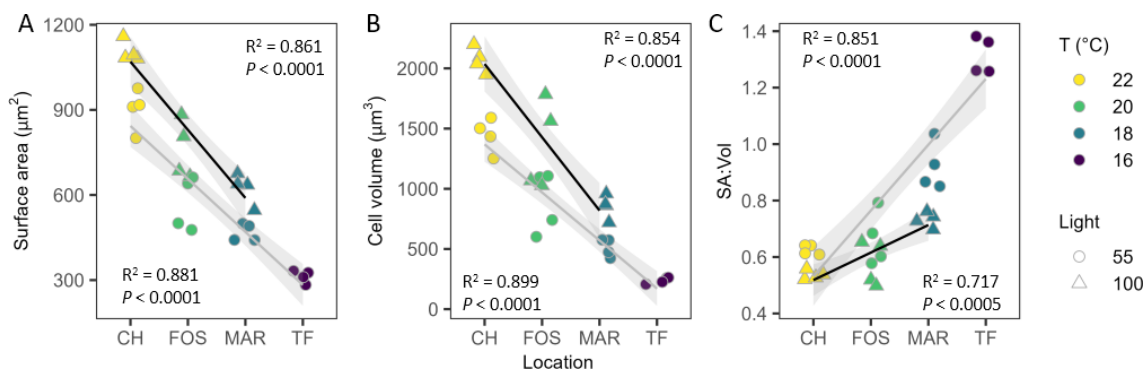 A
Surface area (µm²)
1200
900
600
300
R² = 0.861
P < 0.0001
R² = 0.881
P < 0.0001
CH FOS MAR TF
B
Cell volume (µm³)
2000
1500
1000
500
0
R² = 0.854
P < 0.0001
R² = 0.899
P < 0.0001
CH FOS MAR TF
Location
C
SA:Vol
1.4
1.2
1.0
0.8
0.6
0.4
R² = 0.851
P < 0.0001
R² = 0.717
P < 0.0005
CH FOS MAR TF
T (°C)
22
20
18
16
Light
55
100